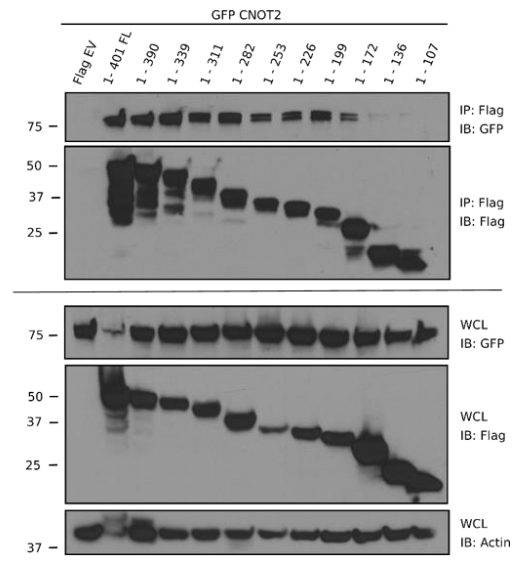 GFP CNOT2
Flag EV 1- 401 FL 1 - 390 1 - 339 1 - 311 1 - 282 1 - 253 1 - 226 1 - 199 1 - 172 1 - 136 1 - 107
75
IP: Flag
IB: GFP
50
37
25
IP: Flag
IB: Flag
75
WCL
IB: GFP
50
37
25
WCL
IB: Flag
37
WCL
IB: Actin